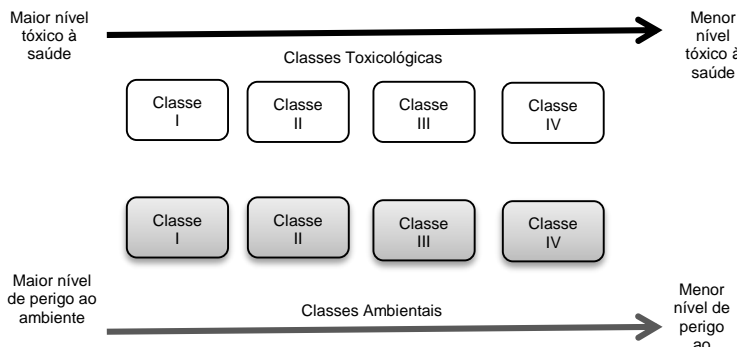 Maior nível
tóxico à
saúde
Menor
nível
tóxico à
saúde
Classes Toxicológicas
Classe
I
Classe
II
Classe
III
Classe
IV
Classe
I
Classe
II
Classe
III
Classe
IV
Maior nível
de perigo ao
ambiente
Classes Ambientais
Menor
nível de
perigo
ao